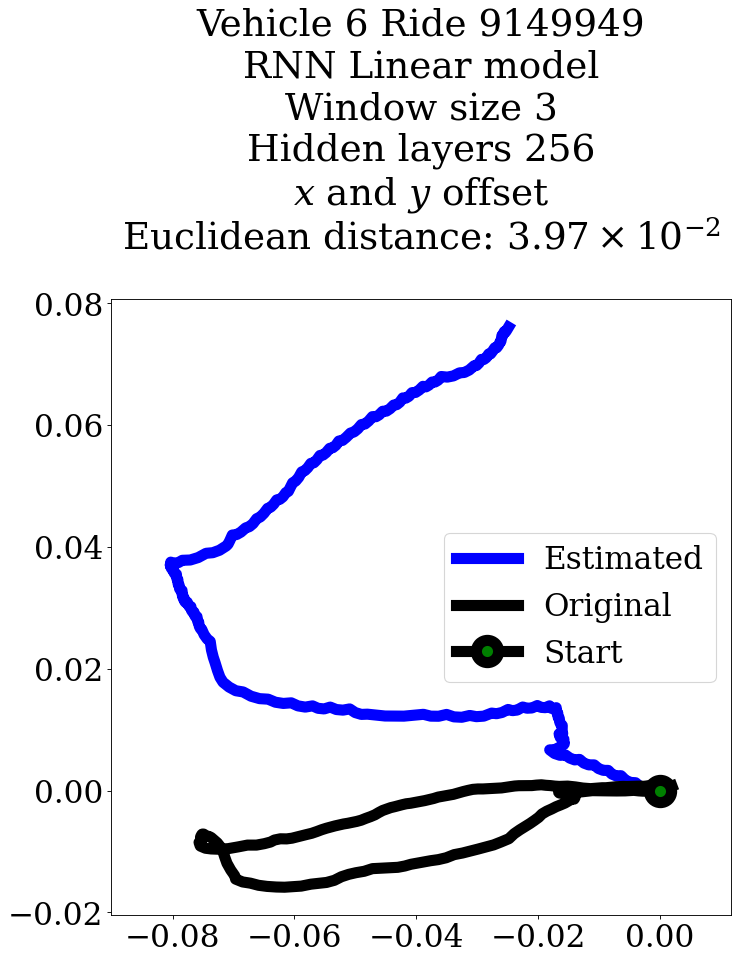 Vehicle 6 Ride 9149949
RNN Linear model
Window size 3
Hidden layers 256
x and y offset
Euclidean distance: 3.97 × 10⁻²
0.08
0.06
0.04
0.02
0.00
−0.02
Estimated
Original
Start
−0.08 −0.06 −0.04 −0.02 0.00